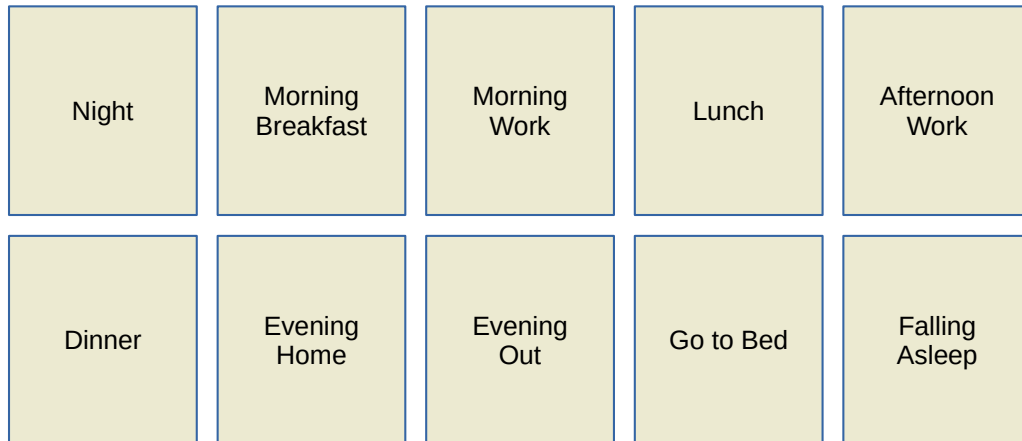 Night
Morning
Breakfast
Morning
Work
Lunch
Afternoon
Work
Dinner
Evening
Home
Evening
Out
Go to Bed
Falling
Asleep